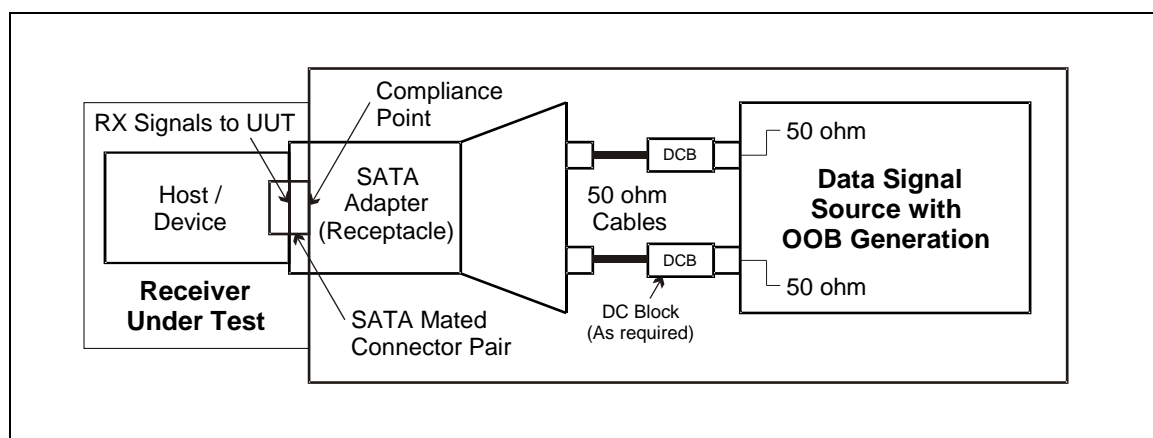 RX Signals to UUT
Compliance
Point
Host /
Device
SATA
Adapter
(Receptacle)
Receiver
Under Test
SATA Mated
Connector Pair
50 ohm
Cables
DCB
DCB
DC Block
(As required)
50 ohm
Data Signal
Source with
OOB Generation
50 ohm